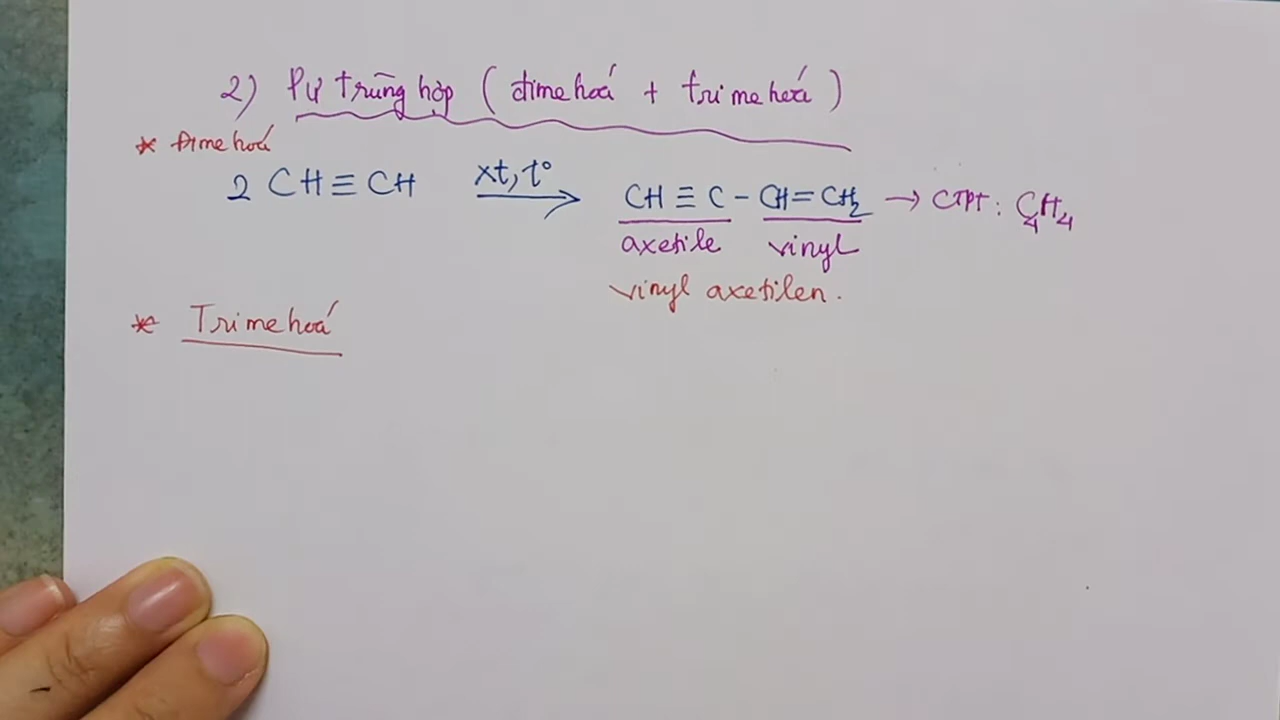 2) Pự trùng hợp (đime hoá + trime hoá)
* Đime hoá
2 CH≡CH xt, t° → CH≡C-CH=CH₂ → CTPT: C₄H₄
axetile vinyl
vinyl axetilen.
* Trime hoá